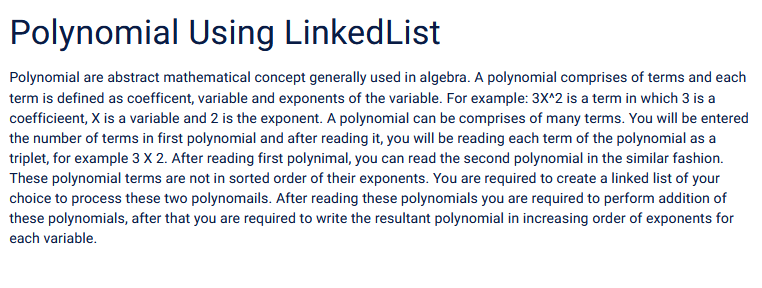 Polynomial Using LinkedList
Polynomial are abstract mathematical concept generally used in algebra. A polynomial comprises of terms and each
term is defined as coefficent, variable and exponents of the variable. For example: 3X^2 is a term in which 3 is a
coefficieent, X is a variable and 2 is the exponent. A polynomial can be comprises of many terms. You will be entered
the number of terms in first polynomial and after reading it, you will be reading each term of the polynomial as a
triplet, for example 3 X 2. After reading first polynimal, you can read the second polynomial in the similar fashion.
These polynomial terms are not in sorted order of their exponents. You are required to create a linked list of your
choice to process these two polynomails. After reading these polynomials you are required to perform addition of
these polynomials, after that you are required to write the resultant polynomial in increasing order of exponents for
each variable.